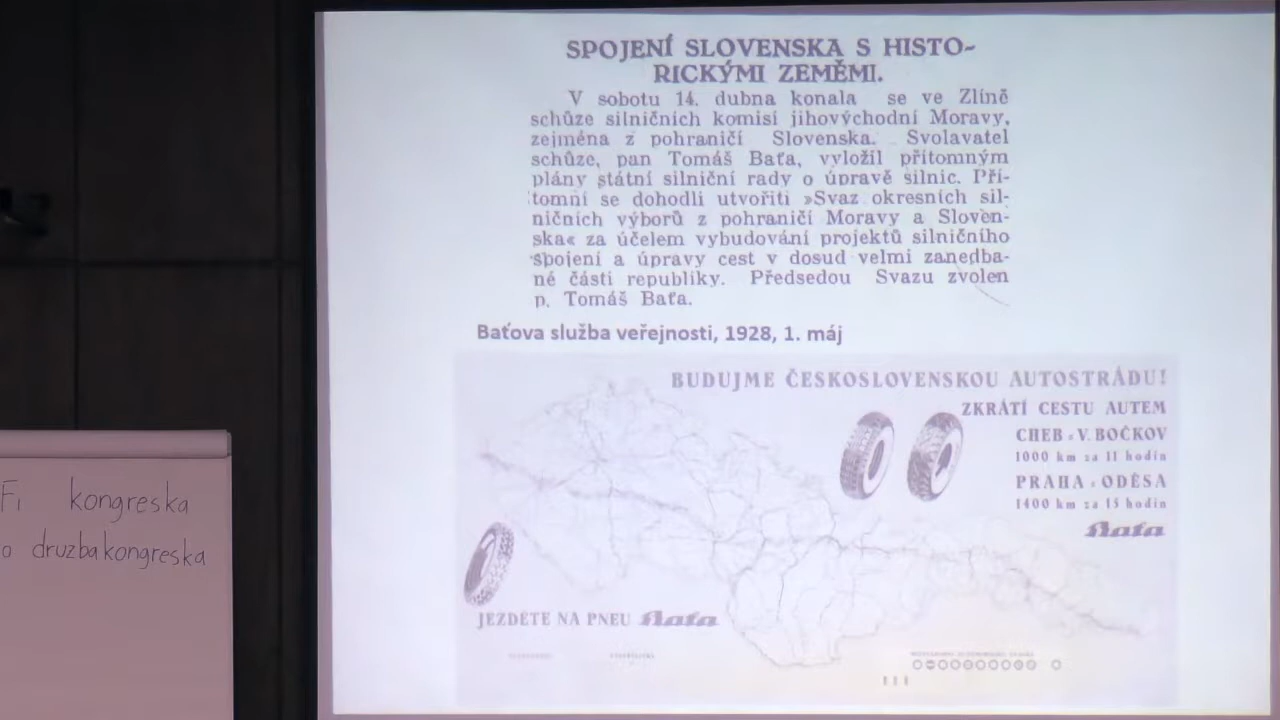 SPOJENÍ SLOVENSKA S HISTO-
RICKÝMI ZEMĚMI.
V sobotu 14. dubna konala se ve Zlíně
schůze silničních komisí jihovýchodní Moravy,
zejména z pohraničí Slovenska. Svolavatel
schůze, pan Tomáš Baťa, vyložil přítomným
plány státní silniční rady o úpravě silnic. Pří-
tomní se dohodli utvořiti »Svaz okresních sil-
ničních výborů z pohraničí Moravy a Sloven-
ska« za účelem vybudování projektů silničního
spojení a úpravy cest v dosud velmi zanedba-
né části republiky. Předsedou Svazu zvolen
p. Tomáš Baťa.
Baťova služba veřejnosti, 1928, 1. máj
BUDUJME ČESKOSLOVENSKOU AUTOSTRÁDU!
ZKRÁTÍ CESTU AUTEM
CHEB - V. BOČKOV
1000 km za 11 hodin
PRAHA - ODĚSA
1400 km za 15 hodin
Baťa
JEZDĚTE NA PNEU Baťa
kongreska
druzbakongreska